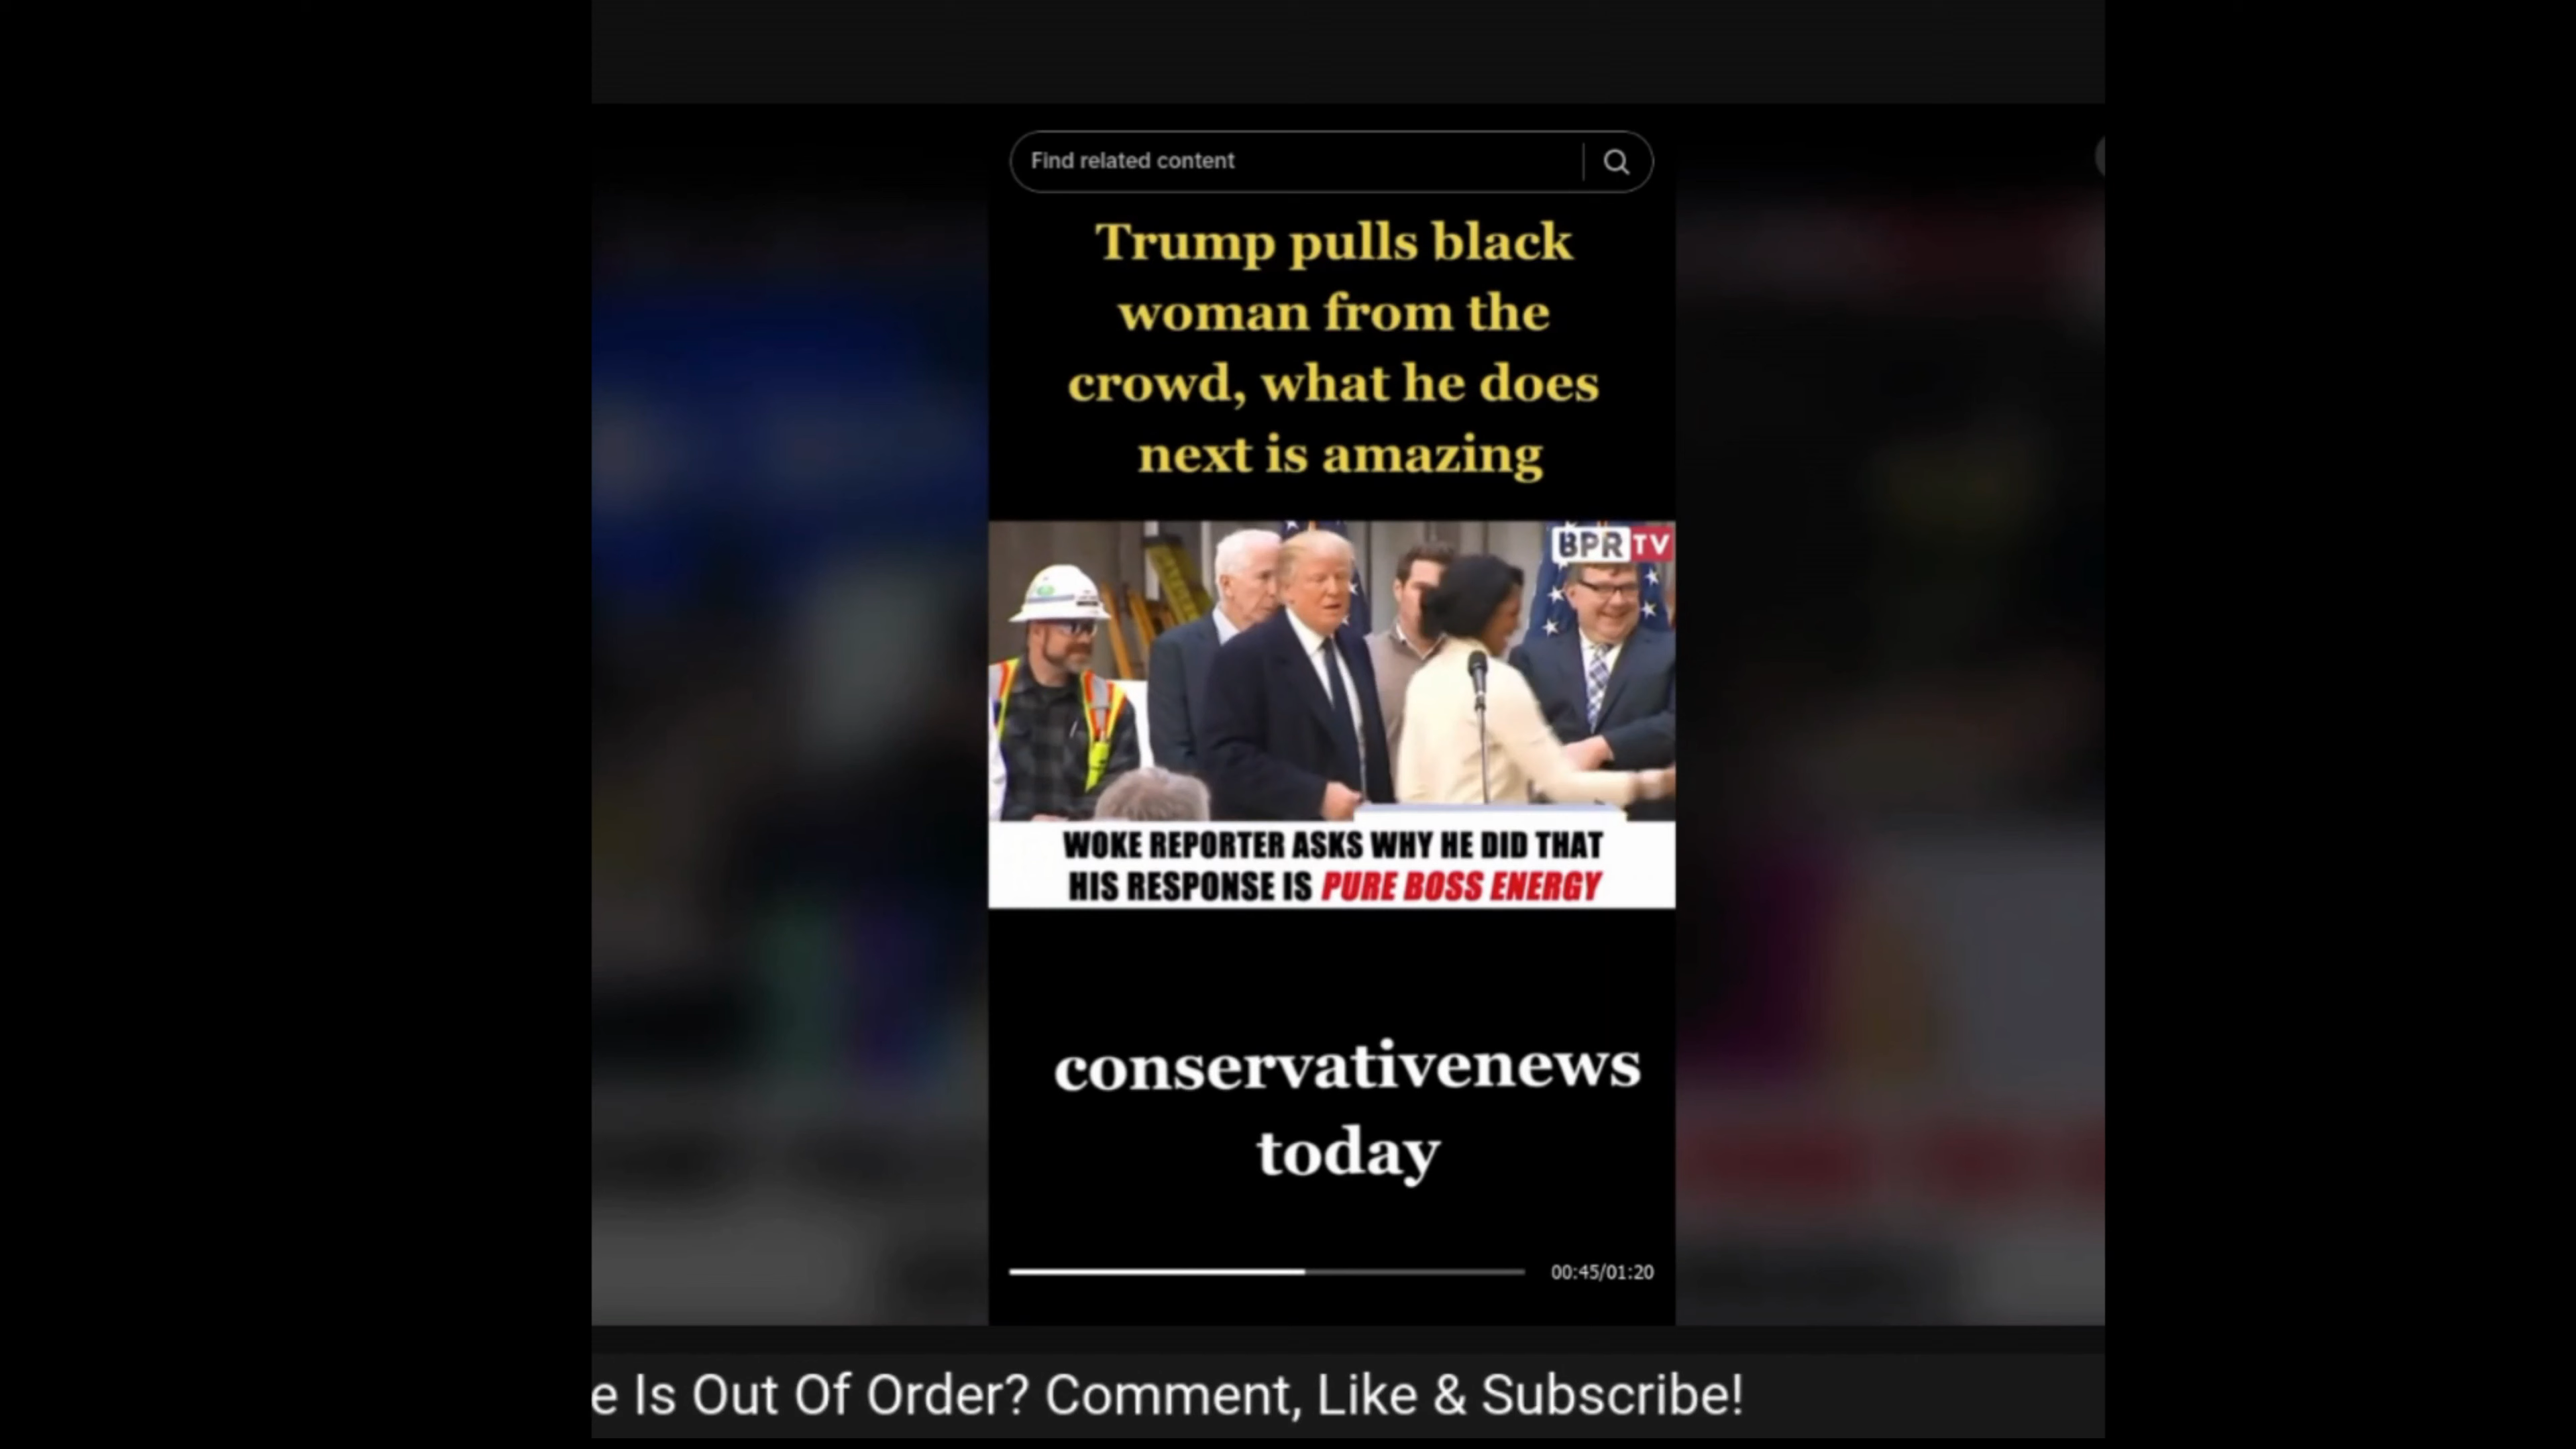 Find related content
Trump pulls black
woman from the
crowd, what he does
next is amazing
BPR TV
WOKE REPORTER ASKS WHY HE DID THAT
HIS RESPONSE IS PURE BOSS ENERGY
conservativenews
today
00:45/01:20
e Is Out Of Order? Comment, Like & Subscribe!